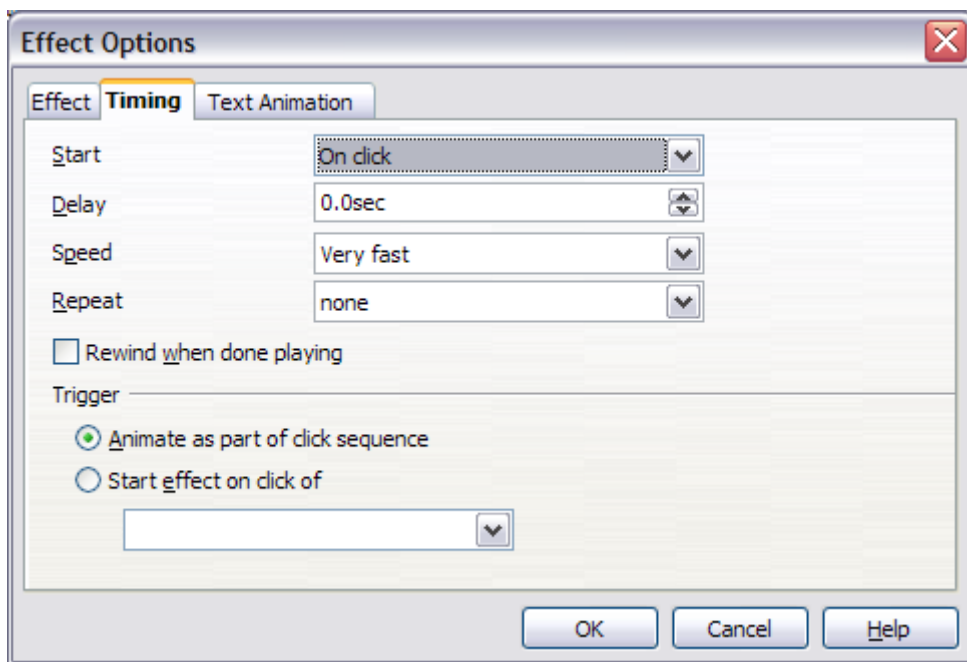 Effect Options
Effect Timing Text Animation
Start On click
Delay 0.0sec
Speed Very fast
Repeat none
Rewind when done playing
Trigger
Animate as part of click sequence
Start effect on click of
OK Cancel Help